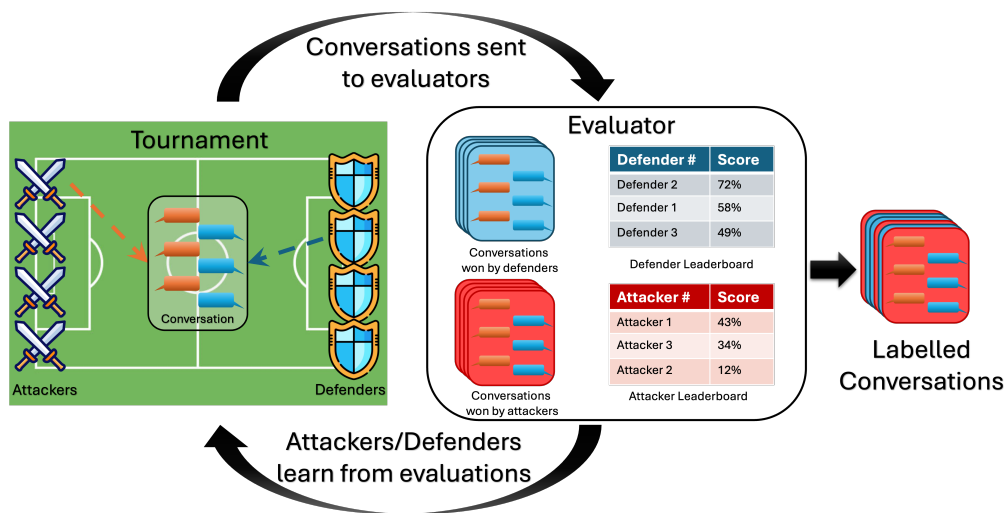 Conversations sent
to evaluators
Tournament
Attackers
Conversation
Defenders
Evaluator
Conversations
won by defenders
Defender # Score
Defender 2 72%
Defender 1 58%
Defender 3 49%
Defender Leaderboard
Conversations
won by attackers
Attacker # Score
Attacker 1 43%
Attacker 3 34%
Attacker 2 12%
Attacker Leaderboard
Labelled
Conversations
Attackers/Defenders
learn from evaluations